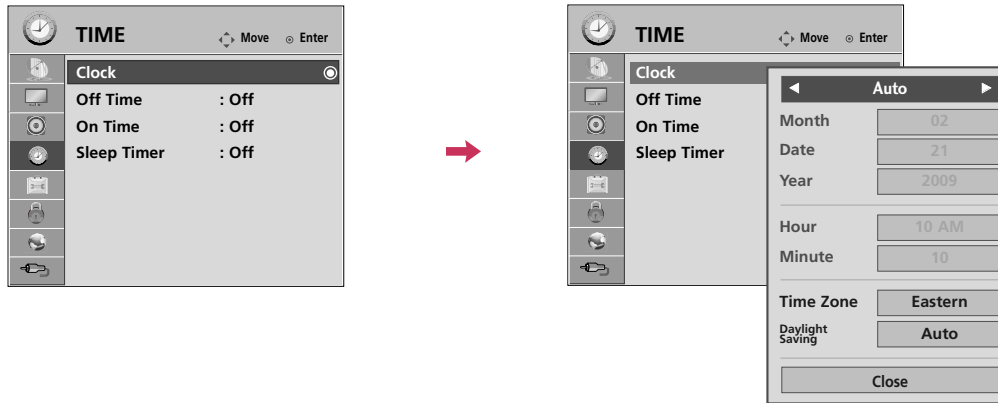 TIME
Move Enter
Clock
Off Time : Off
On Time : Off
Sleep Timer : Off
TIME
Move Enter
Clock
Off Time
On Time
Sleep Timer
Auto
Month 02
Date 21
Year 2009
Hour 10 AM
Minute 10
Time Zone Eastern
Daylight
Saving Auto
Close